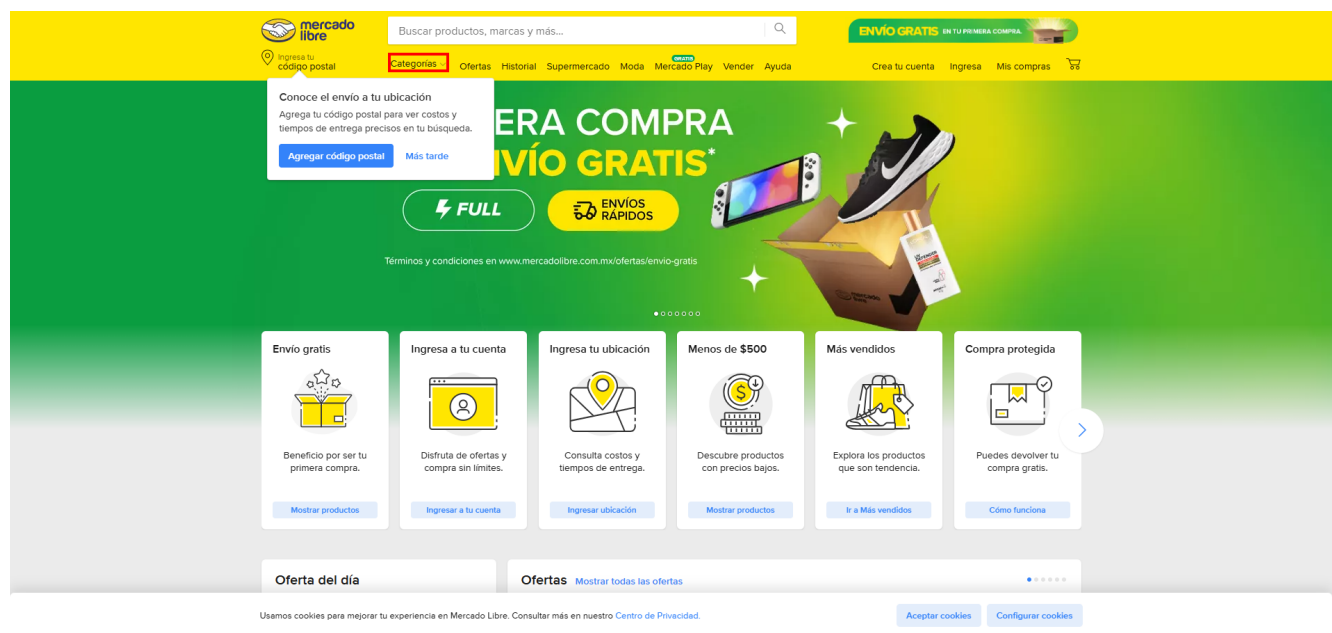 mercado
libre
Buscar productos, marcas y más...
ENVÍO GRATIS EN TU PRIMERA COMPRA.
Ingresa tu
código postal
Categorías
Ofertas
Historial
Supermercado
Moda
GRATIS
Mercado Play
Vender
Ayuda
Crea tu cuenta
Ingresa
Mis compras
Conoce el envío a tu ubicación
Agrega tu código postal para ver costos y
tiempos de entrega precisos en tu búsqueda.
Agregar código postal
Más tarde
ERA COMPRA
VÍO GRATIS*
FULL
ENVÍOS
RÁPIDOS
Términos y condiciones en www.mercadolibre.com.mx/ofertas/envio-gratis
mercado
libre
Envío gratis
Beneficio por ser tu
primera compra.
Mostrar productos
Ingresa a tu cuenta
Disfruta de ofertas y
compra sin límites.
Ingresar a tu cuenta
Ingresa tu ubicación
Consulta costos y
tiempos de entrega.
Ingresar ubicación
Menos de $500
Descubre productos
con precios bajos.
Mostrar productos
Más vendidos
Explora los productos
que son tendencia.
Ir a Más vendidos
Compra protegida
Puedes devolver tu
compra gratis.
Cómo funciona
Oferta del día
Ofertas Mostrar todas las ofertas
Usamos cookies para mejorar tu experiencia en Mercado Libre. Consultar más en nuestro Centro de Privacidad.
Aceptar cookies
Configurar cookies